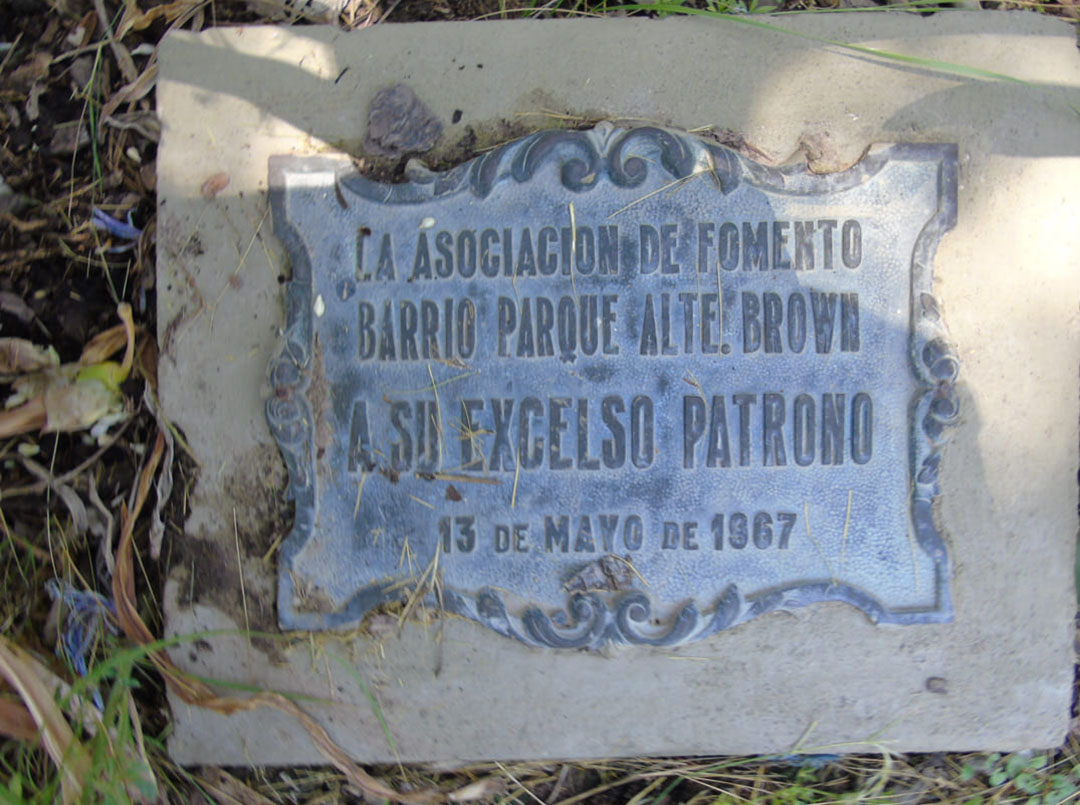 LA ASOCIACION DE FOMENTO
BARRIO PARQUE ALTE. BROWN
A SU EXCELSO PATRONO
13 DE MAYO DE 1967